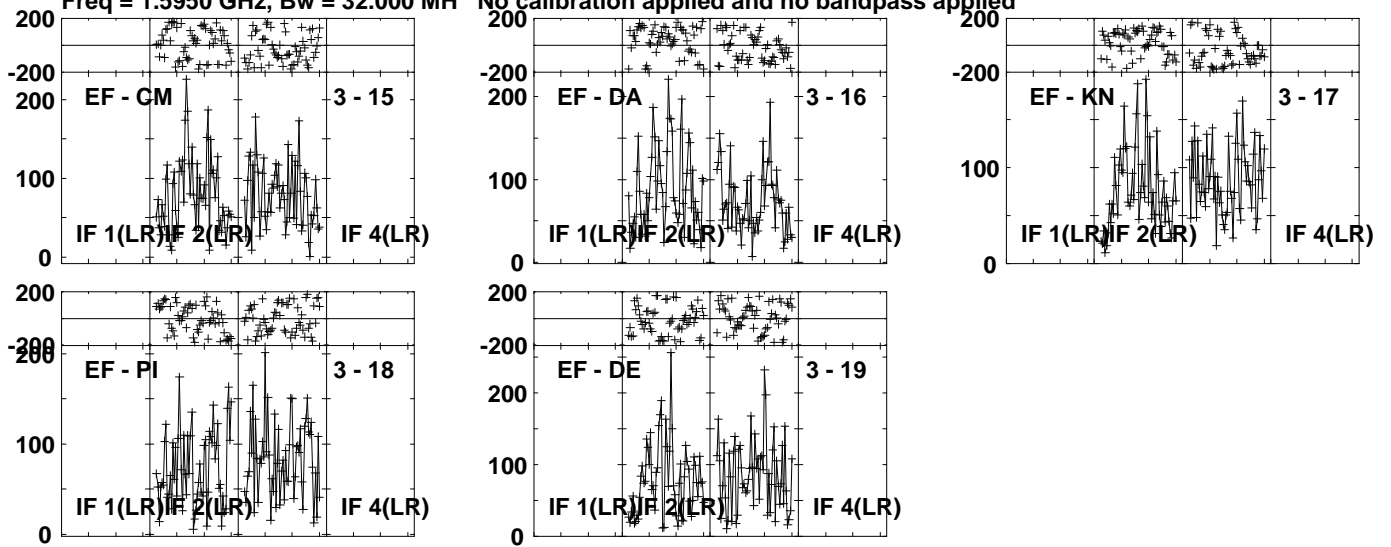 Freq = 1.5950 GHz, Bw = 32.000 MH No calibration applied and no bandpass applied
200
-200
EF - CM
3 - 15
200
100
0
IF 1(LR)
IF 2(LR)
IF 4(LR)
200
-200
EF - DA
3 - 16
200
100
0
IF 1(LR)
IF 2(LR)
IF 4(LR)
200
-200
EF - KN
3 - 17
200
100
0
IF 1(LR)
IF 2(LR)
IF 4(LR)
200
-200
EF - PI
3 - 18
200
100
0
IF 1(LR)
IF 2(LR)
IF 4(LR)
200
-200
EF - DE
3 - 19
200
100
0
IF 1(LR)
IF 2(LR)
IF 4(LR)